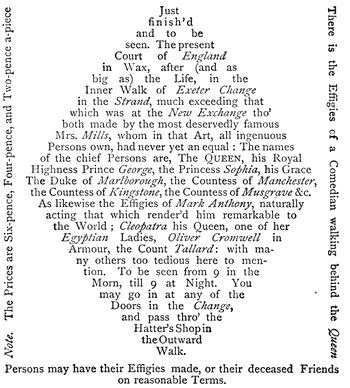 Just
finish'd
and to be
seen. The present
Court of England
in Wax, after (and as
big as) the Life, in the
Inner Walk of Exeter Change
in the Strand, much exceeding that
which was at the New Exchange tho'
both made by the most deservedly famous
Mrs. Mills, whom in that Art, all ingenuous
Persons own, had never yet an equal : The names
of the chief Persons are, The QUEEN, his Royal
Highness Prince George, the Princess Sophia, his Grace
The Duke of Marlborough, the Countess of Manchester,
the Countess of Kingstone, the Countess of Musgrave &c.
As likewise the Effigies of Mark Anthony, naturally
acting that which render'd him remarkable to
the World ; Cleopatra his Queen, one of her
Egyptian Ladies, Oliver Cromwell in
Armour, the Count Tallard : with ma-
ny others too tedious here to men-
tion. To be seen from 9 in the
Morn, till 9 at Night. You
may go in at any of the
Doors in the Change,
and pass thro' the
Hatter's Shop in
the Outward
Walk.
Persons may have their Effigies made, or their deceased Friends
on reasonable Terms.
Note. The Prices are Six-pence, Four-pence, and Two-pence a-piece
There is the Effigies of a Comedian walking behind the Queen